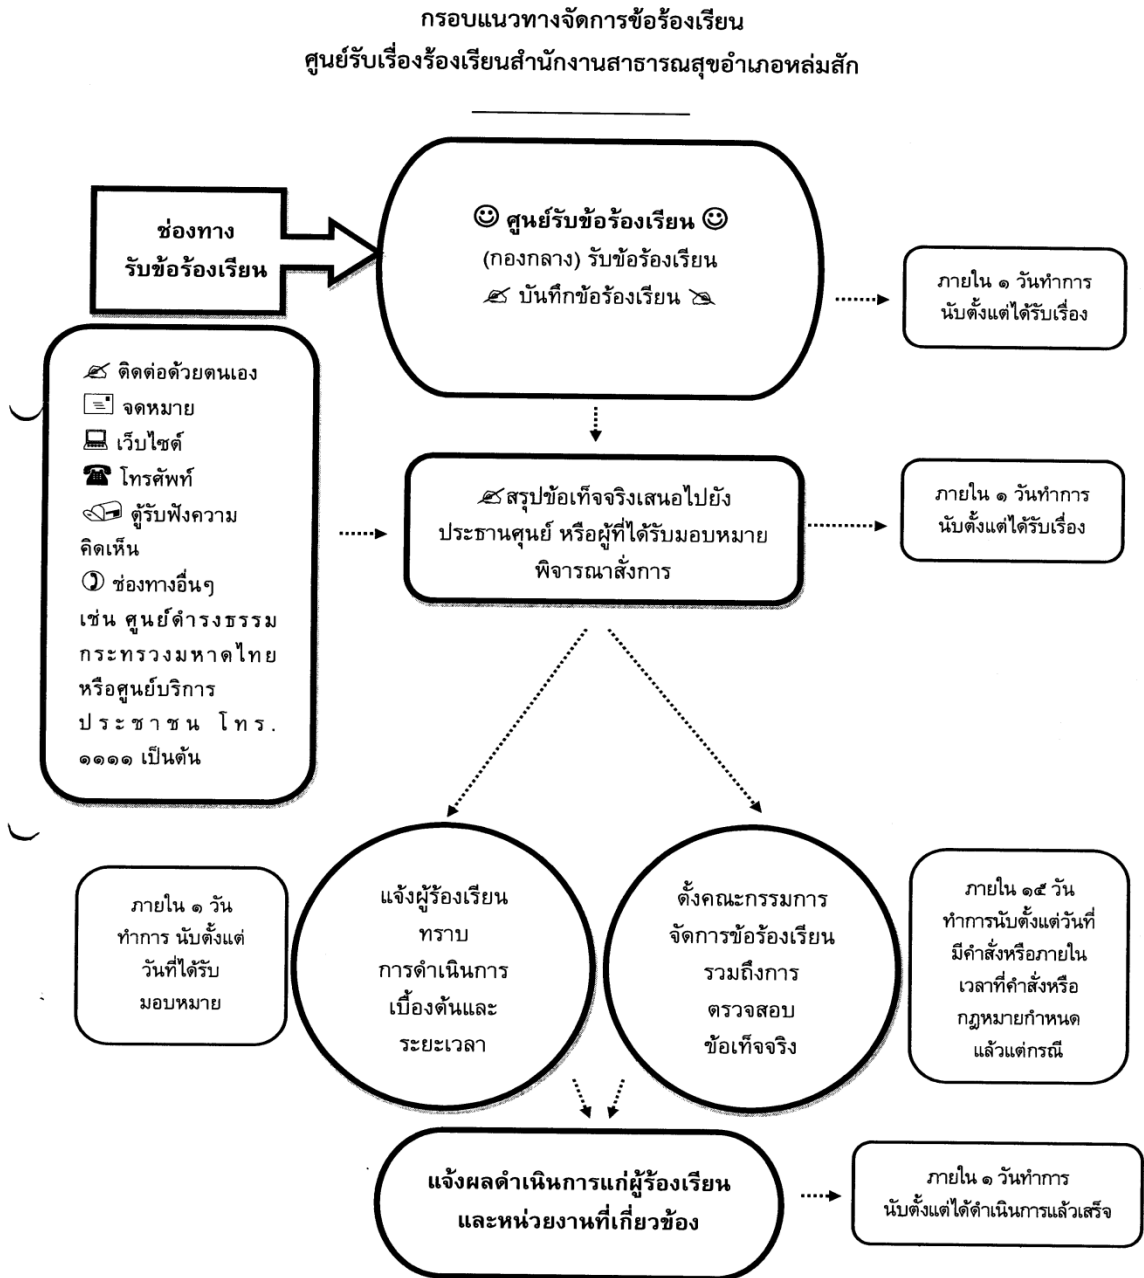 กรอบแนวทางจัดการข้อร้องเรียน
ศูนย์รับเรื่องร้องเรียนสำนักงานสาธารณสุขอำเภอหล่มสัก
ช่องทาง
รับข้อร้องเรียน
ศูนย์รับข้อร้องเรียน
(กองกลาง) รับข้อร้องเรียน
บันทึกข้อร้องเรียน
ภายใน ๑ วันทำการ
นับตั้งแต่ได้รับเรื่อง
ติดต่อด้วยตนเอง
จดหมาย
เว็บไซต์
โทรศัพท์
ตู้รับฟังความ
คิดเห็น
ช่องทางอื่นๆ
เช่น ศูนย์ดำรงธรรม
กระทรวงมหาดไทย
หรือศูนย์บริการ
ประชาชน โทร.
๑๑๑๑ เป็นต้น
สรุปข้อเท็จจริงเสนอไปยัง
ประธานศุนย์ หรือผู้ที่ได้รับมอบหมาย
พิจารณาสั่งการ
ภายใน ๑ วันทำการ
นับตั้งแต่ได้รับเรื่อง
ภายใน ๑ วัน
ทำการ นับตั้งแต่
วันที่ได้รับ
มอบหมาย
แจ้งผู้ร้องเรียน
ทราบ
การดำเนินการ
เบื้องต้นและ
ระยะเวลา
ตั้งคณะกรรมการ
จัดการข้อร้องเรียน
รวมถึงการ
ตรวจสอบ
ข้อเท็จจริง
ภายใน ๑๕ วัน
ทำการนับตั้งแต่วันที่
มีคำสั่งหรือภายใน
เวลาที่คำสั่งหรือ
กฎหมายกำหนด
แล้วแต่กรณี
แจ้งผลดำเนินการแก่ผู้ร้องเรียน
และหน่วยงานที่เกี่ยวข้อง
ภายใน ๑ วันทำการ
นับตั้งแต่ได้ดำเนินการแล้วเสร็จ